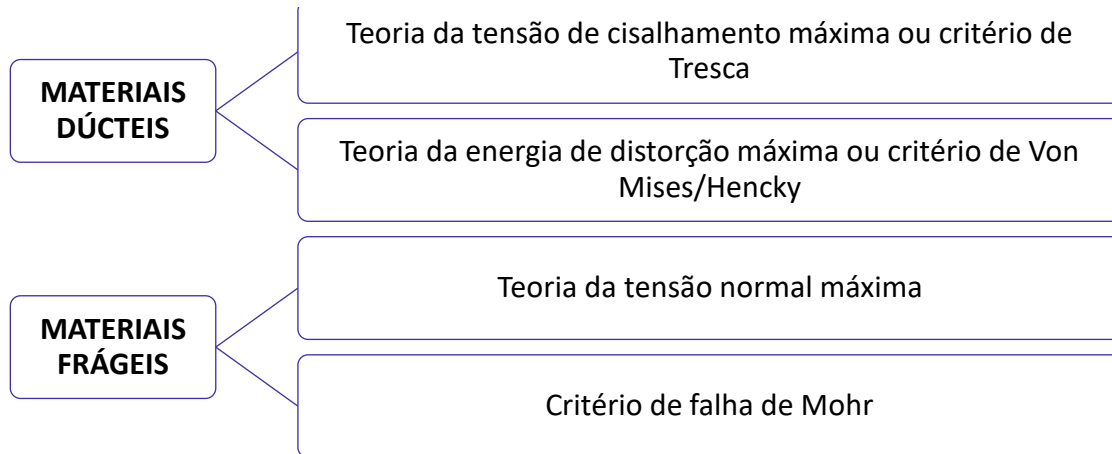 MATERIAIS
DÚCTEIS
Teoria da tensão de cisalhamento máxima ou critério de
Tresca
Teoria da energia de distorção máxima ou critério de Von
Mises/Hencky
MATERIAIS
FRÁGEIS
Teoria da tensão normal máxima
Critério de falha de Mohr